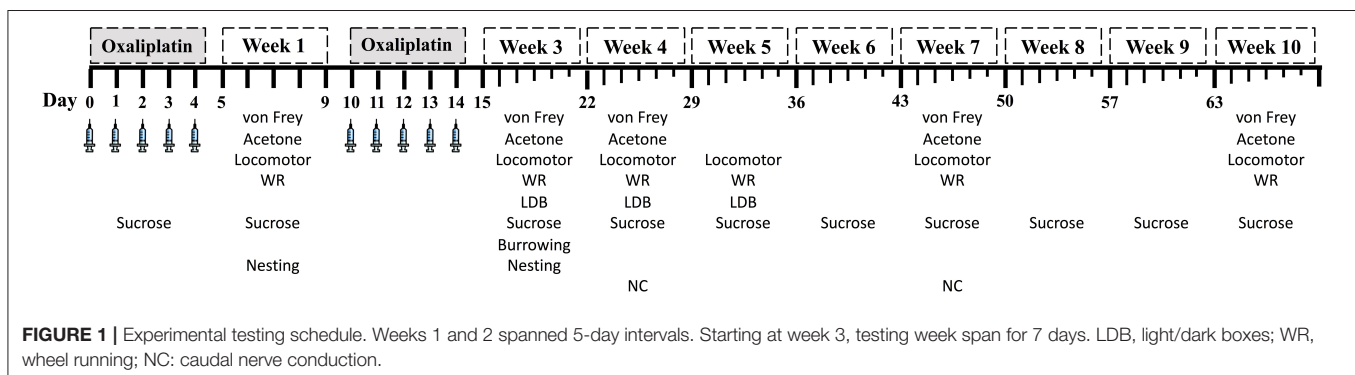 Oxaliplatin Week 1 Oxaliplatin Week 3 Week 4 Week 5 Week 6 Week 7 Week 8 Week 9 Week 10
Day 0 1 2 3 4 5 9 10 11 12 13 14 15 22 29 36 43 50 57 63
von Frey von Frey von Frey von Frey von Frey
Acetone Acetone Acetone Acetone Acetone
Locomotor Locomotor Locomotor Locomotor Locomotor Locomotor
WR WR WR WR WR WR
LDB LDB LDB
Sucrose Sucrose Sucrose Sucrose Sucrose Sucrose Sucrose Sucrose Sucrose Sucrose
Burrowing
Nesting Nesting
NC NC
FIGURE 1 | Experimental testing schedule. Weeks 1 and 2 spanned 5-day intervals. Starting at week 3, testing week span for 7 days. LDB, light/dark boxes; WR,
wheel running; NC: caudal nerve conduction.